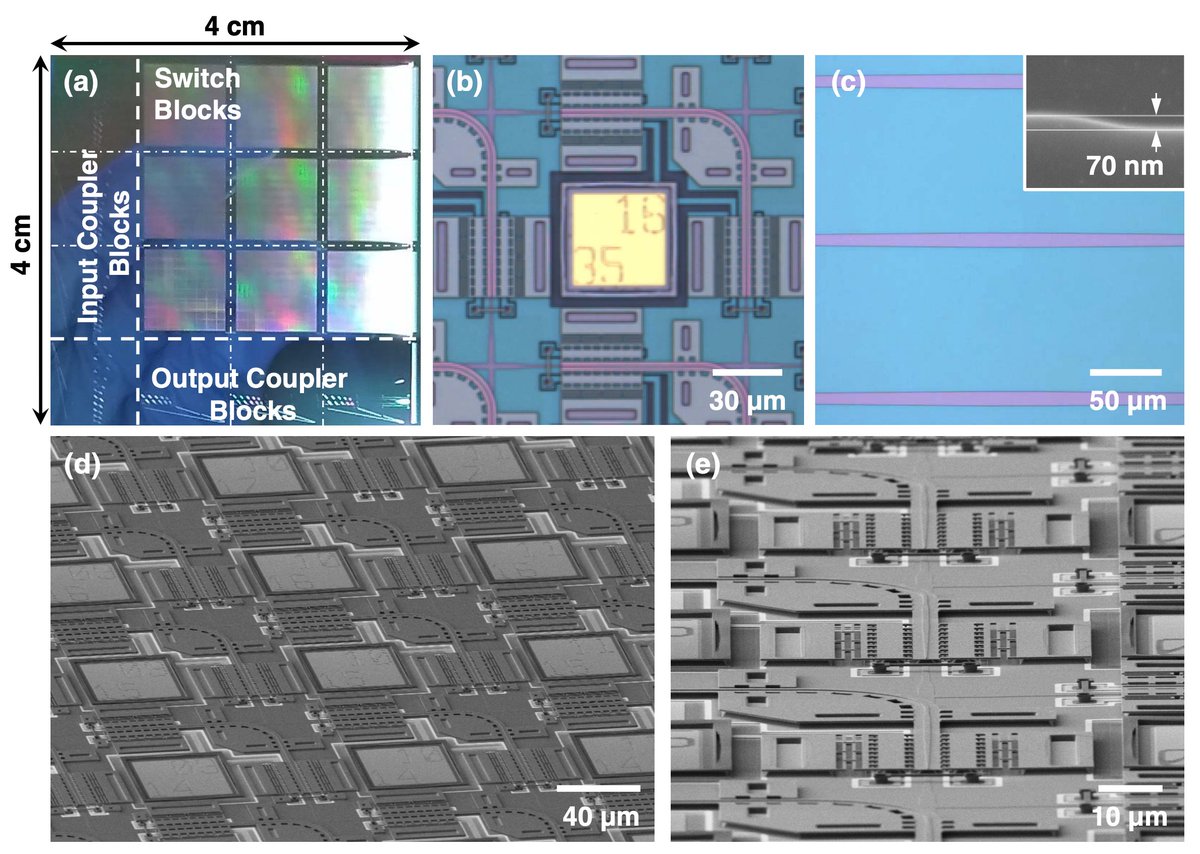 4 cm
4 cm
(a)
Switch
Blocks
Input Coupler
Blocks
Output Coupler
Blocks
(b)
16
35
30 µm
(c)
70 nm
50 µm
(d)
40 µm
(e)
10 µm